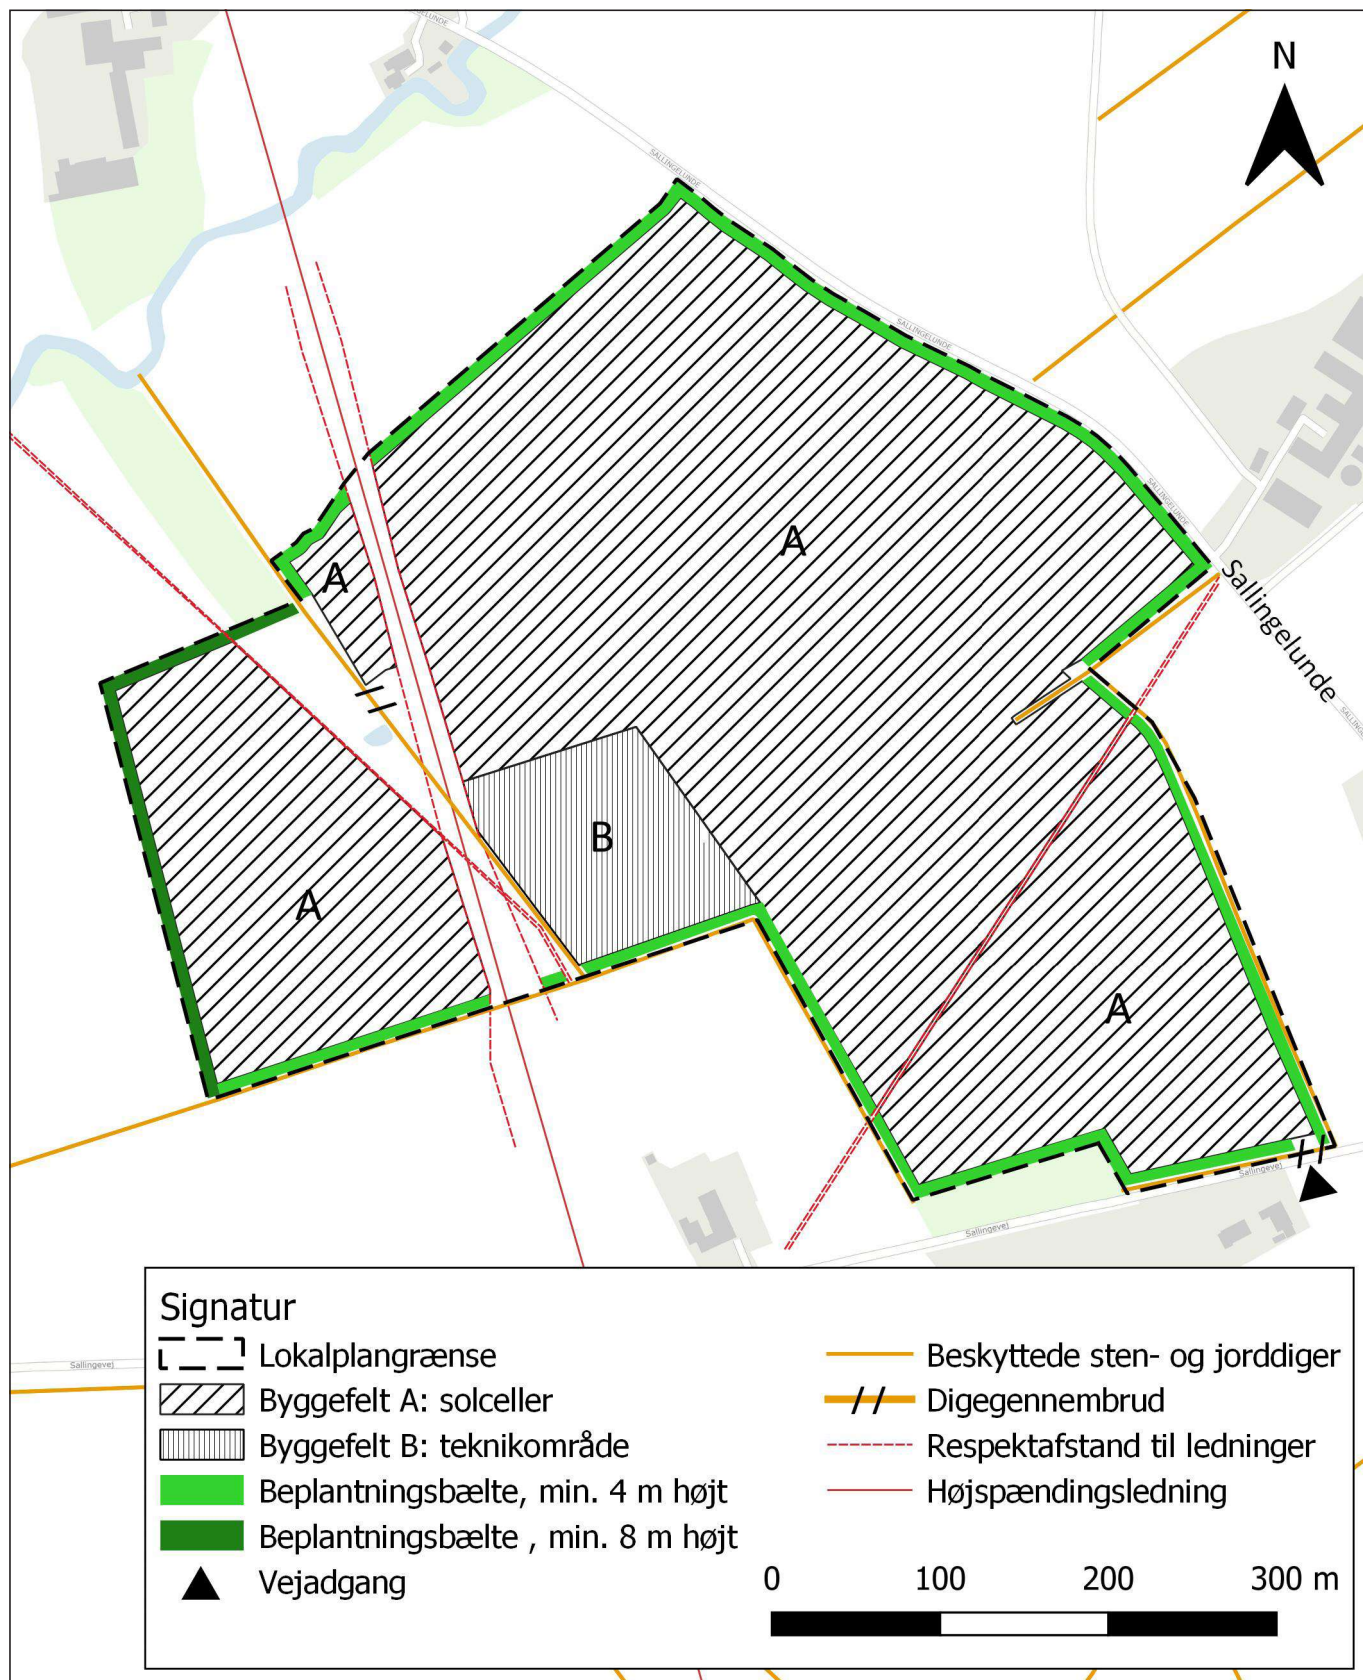 GELUNDE
N
SALLINGELUNDE
SALLINGELUNDE
SALLINGELUNDE
A
A
Sallingelunde
B
A
A
Sallingevej
Sallingevej
Sallingevej
Signatur
Lokalplangrænse
Byggefelt A: solceller
Byggefelt B: teknikområde
Beplantningsbælte, min. 4 m højt
Beplantningsbælte , min. 8 m højt
Vejadgang
Beskyttede sten- og jorddiger
Digegennembrud
Respektafstand til ledninger
Højspændingsledning
0 100 200 300 m